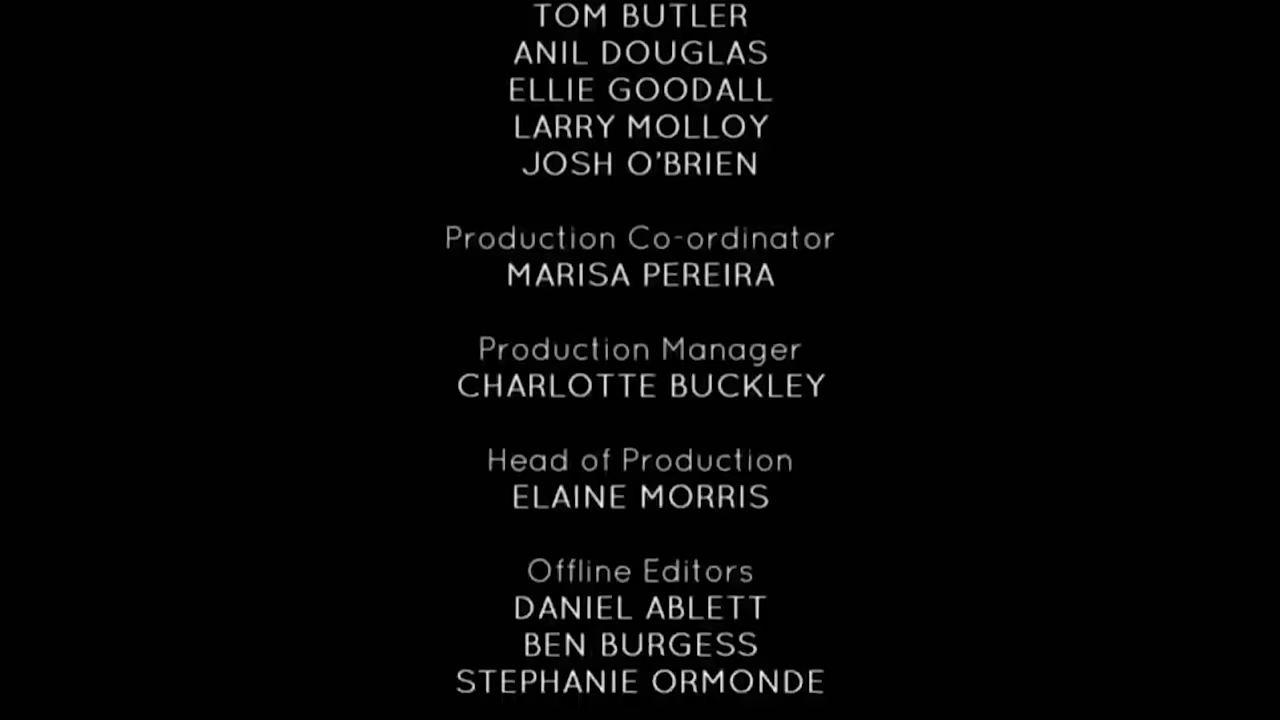 TOM BUTLER
ANIL DOUGLAS
ELLIE GOODALL
LARRY MOLLOY
JOSH O'BRIEN
Production Co-ordinator
MARISA PEREIRA
Production Manager
CHARLOTTE BUCKLEY
Head of Production
ELAINE MORRIS
Offline Editors
DANIEL ABLETT
BEN BURGESS
STEPHANIE ORMONDE